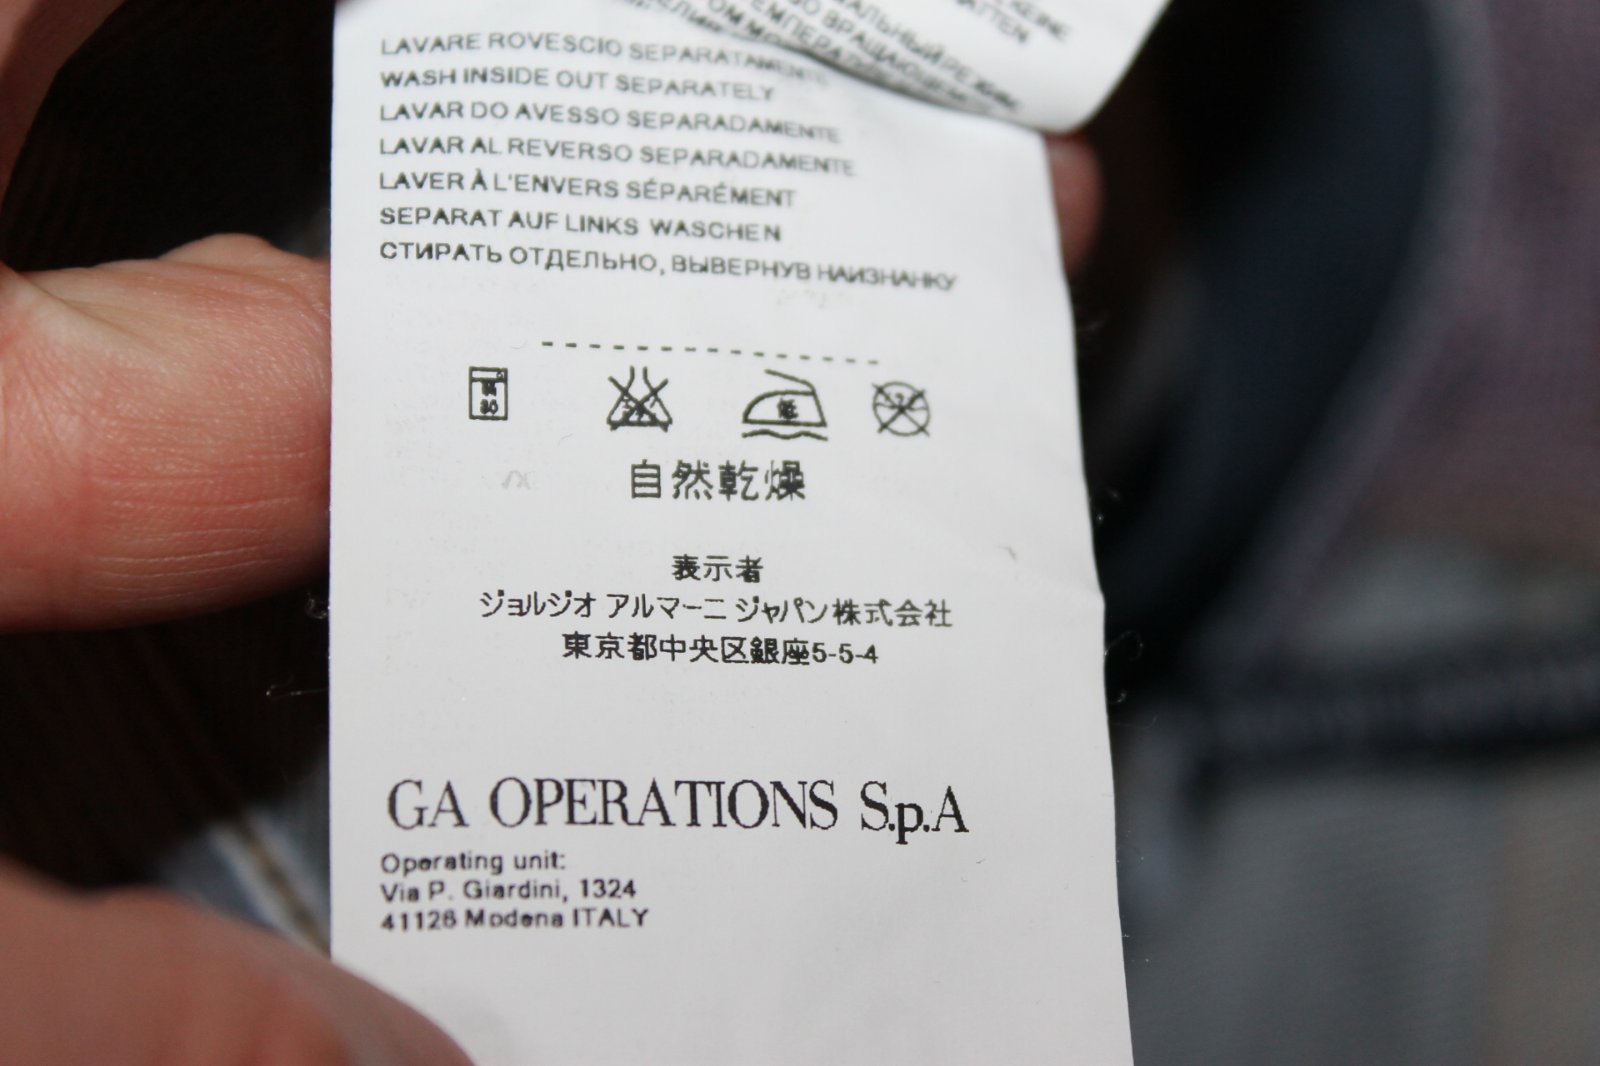 KEINE
LAVARE ROVESCIO SEPARATAMENTE
WASH INSIDE OUT SEPARATELY
LAVAR DO AVESSO SEPARADAMENTE
LAVAR AL REVERSO SEPARADAMENTE
LAVER À L'ENVERS SÉPARÉMENT
SEPARAT AUF LINKS WASCHEN
СТИРАТЬ ОТДЕЛЬНО, ВЫВЕРНУВ НАИЗНАНКУ
30
低
自然乾燥
表示者
ジョルジオ アルマーニ ジャパン株式会社
東京都中央区銀座5-5-4
GA OPERATIONS S.p.A
Operating unit:
Via P. Giardini, 1324
41126 Modena ITALY